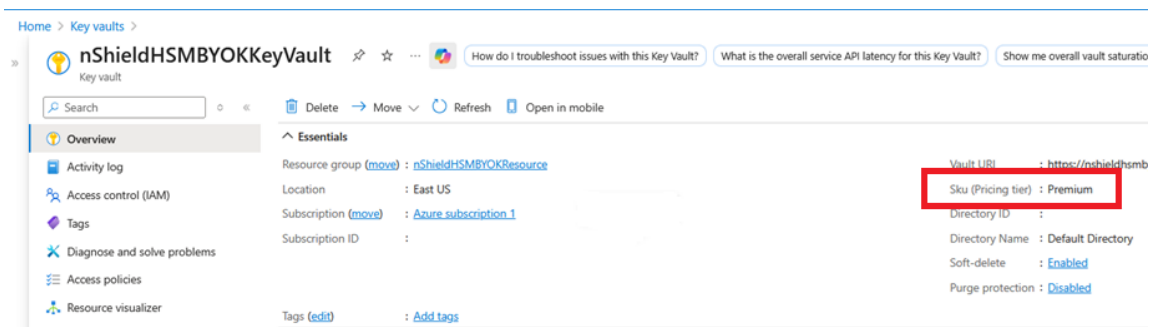 Home > Key vaults >
nShieldHSMBYOKKeyVault
Key vault
How do I troubleshoot issues with this Key Vault?
What is the overall service API latency for this Key Vault?
Show me overall vault saturatio
Search
Delete
Move
Refresh
Open in mobile
Overview
Activity log
Access control (IAM)
Tags
Diagnose and solve problems
Access policies
Resource visualizer
Essentials
Resource group (move) : nShieldHSMBYOKResource
Location : East US
Subscription (move) : Azure subscription 1
Subscription ID :
Tags (edit) : Add tags
Vault URI : https://nshieldhsmb
Sku (Pricing tier) : Premium
Directory ID :
Directory Name : Default Directory
Soft-delete : Enabled
Purge protection : Disabled